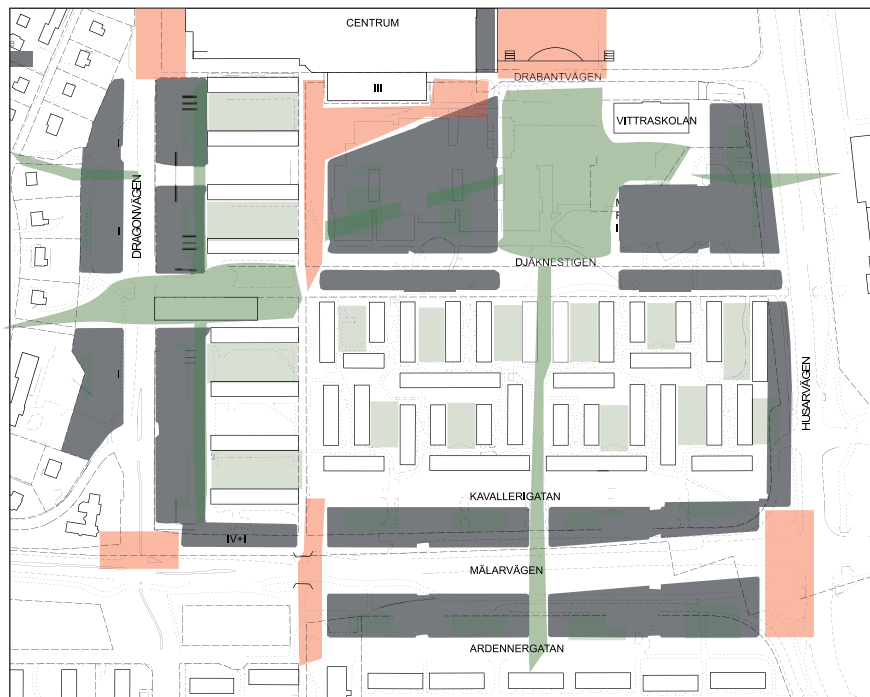 CENTRUM
DRABANTVÄGEN
III
VITTRASKOLAN
I
DRAGONVÄGEN
I
DJÄKNESTIGEN
I
HUSARVÄGEN
KAVALLERIGATAN
IV+I
MÄLARVÄGEN
ARDENNERGATAN